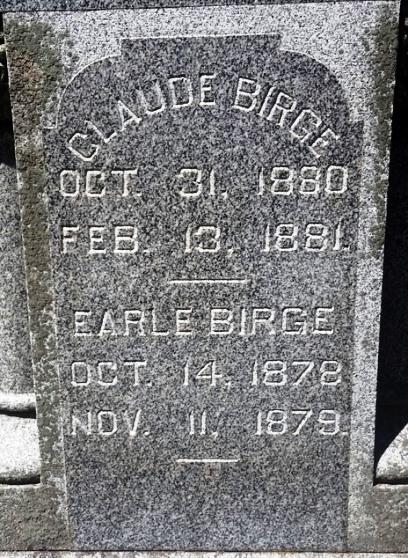 CLAUDE BIRGE
OCT. 31, 1880
FEB. 13, 1881.
EARLE BIRGE
OCT. 14, 1878
NOV. 11, 1879.